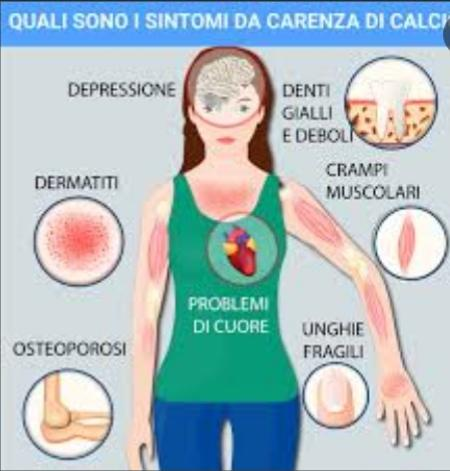 QUALI SONO I SINTOMI DA CARENZA DI CALCI
DEPRESSIONE
DENTI
GIALLI
E DEBOLI
CRAMPI
MUSCOLARI
DERMATITI
PROBLEMI
DI CUORE
UNGHIE
FRAGILI
OSTEOPOROSI